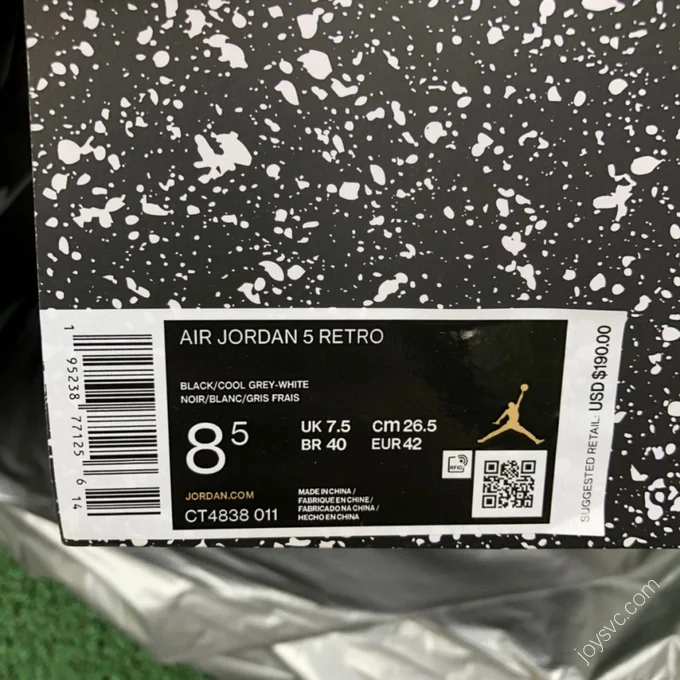 AIR JORDAN 5 RETRO
BLACK/COOL GREY-WHITE
NOIR/BLANC/GRIS FRAIS
8 5
UK 7.5 Cm 26.5
BR 40 EUR 42
RFID
JORDAN.COM
CT4838 011
MADE IN CHINA /
FABRIQUÉ EN CHINE /
FABRICADO NA CHINA /
HECHO EN CHINA
1 95238 77125 6 14
SUGGESTED RETAIL: USD $190.00
joysvc.com